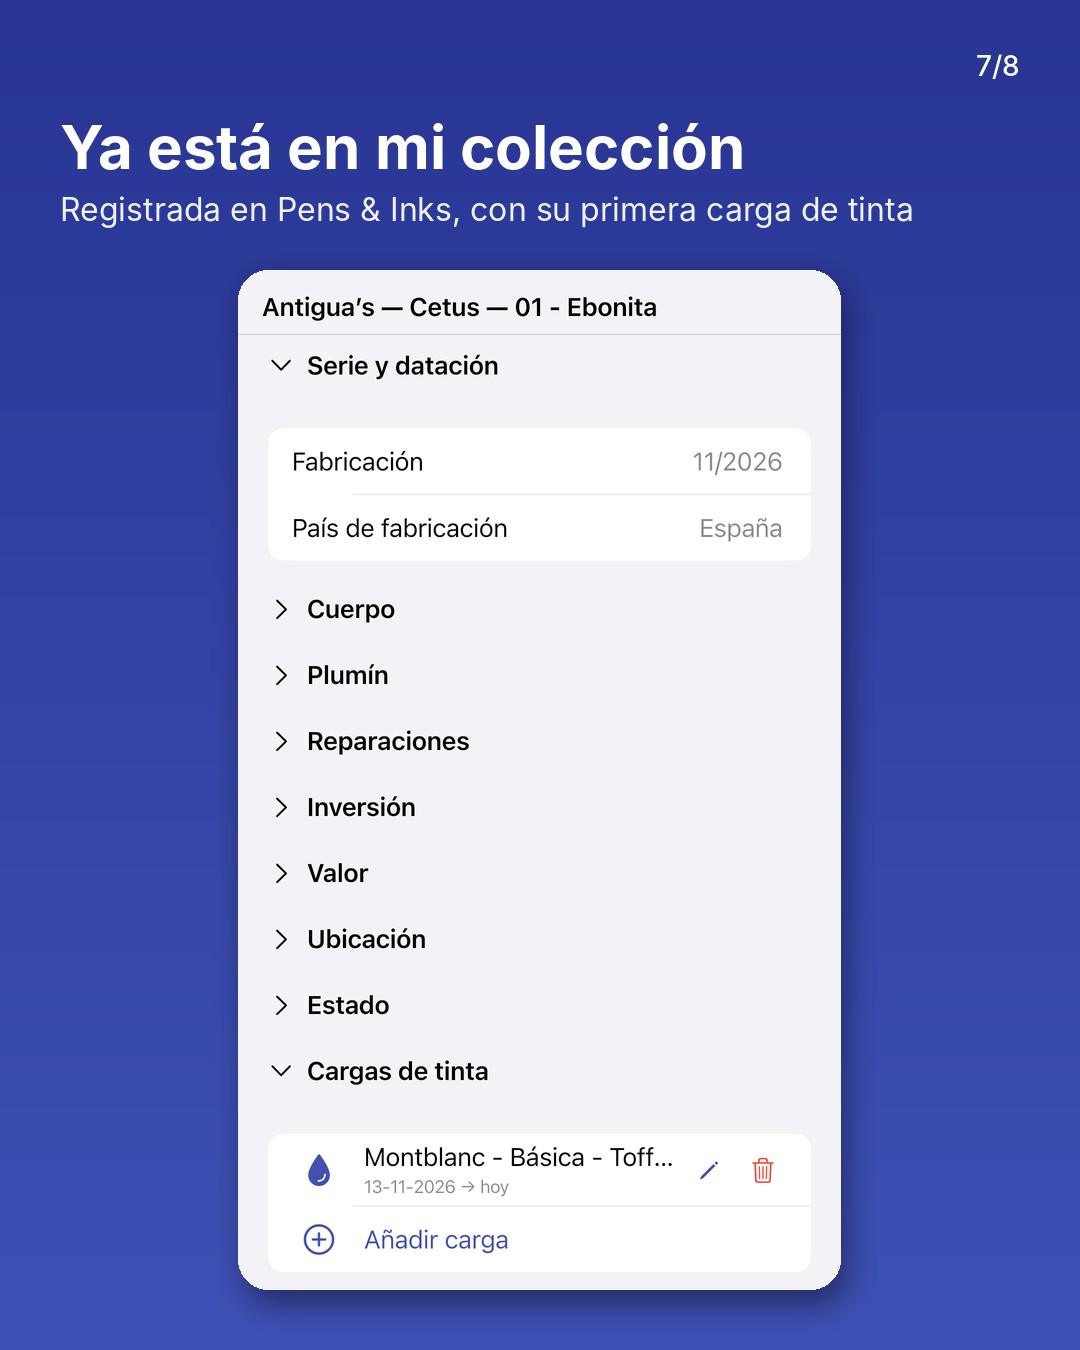 7/8
Ya está en mi colección
Registrada en Pens & Inks, con su primera carga de tinta
Antigua’s — Cetus — 01 - Ebonita
Serie y datación
Fabricación 11/2026
País de fabricación España
Cuerpo
Plumín
Reparaciones
Inversión
Valor
Ubicación
Estado
Cargas de tinta
Montblanc - Básica - Toff...
13-11-2026 → hoy
Añadir carga